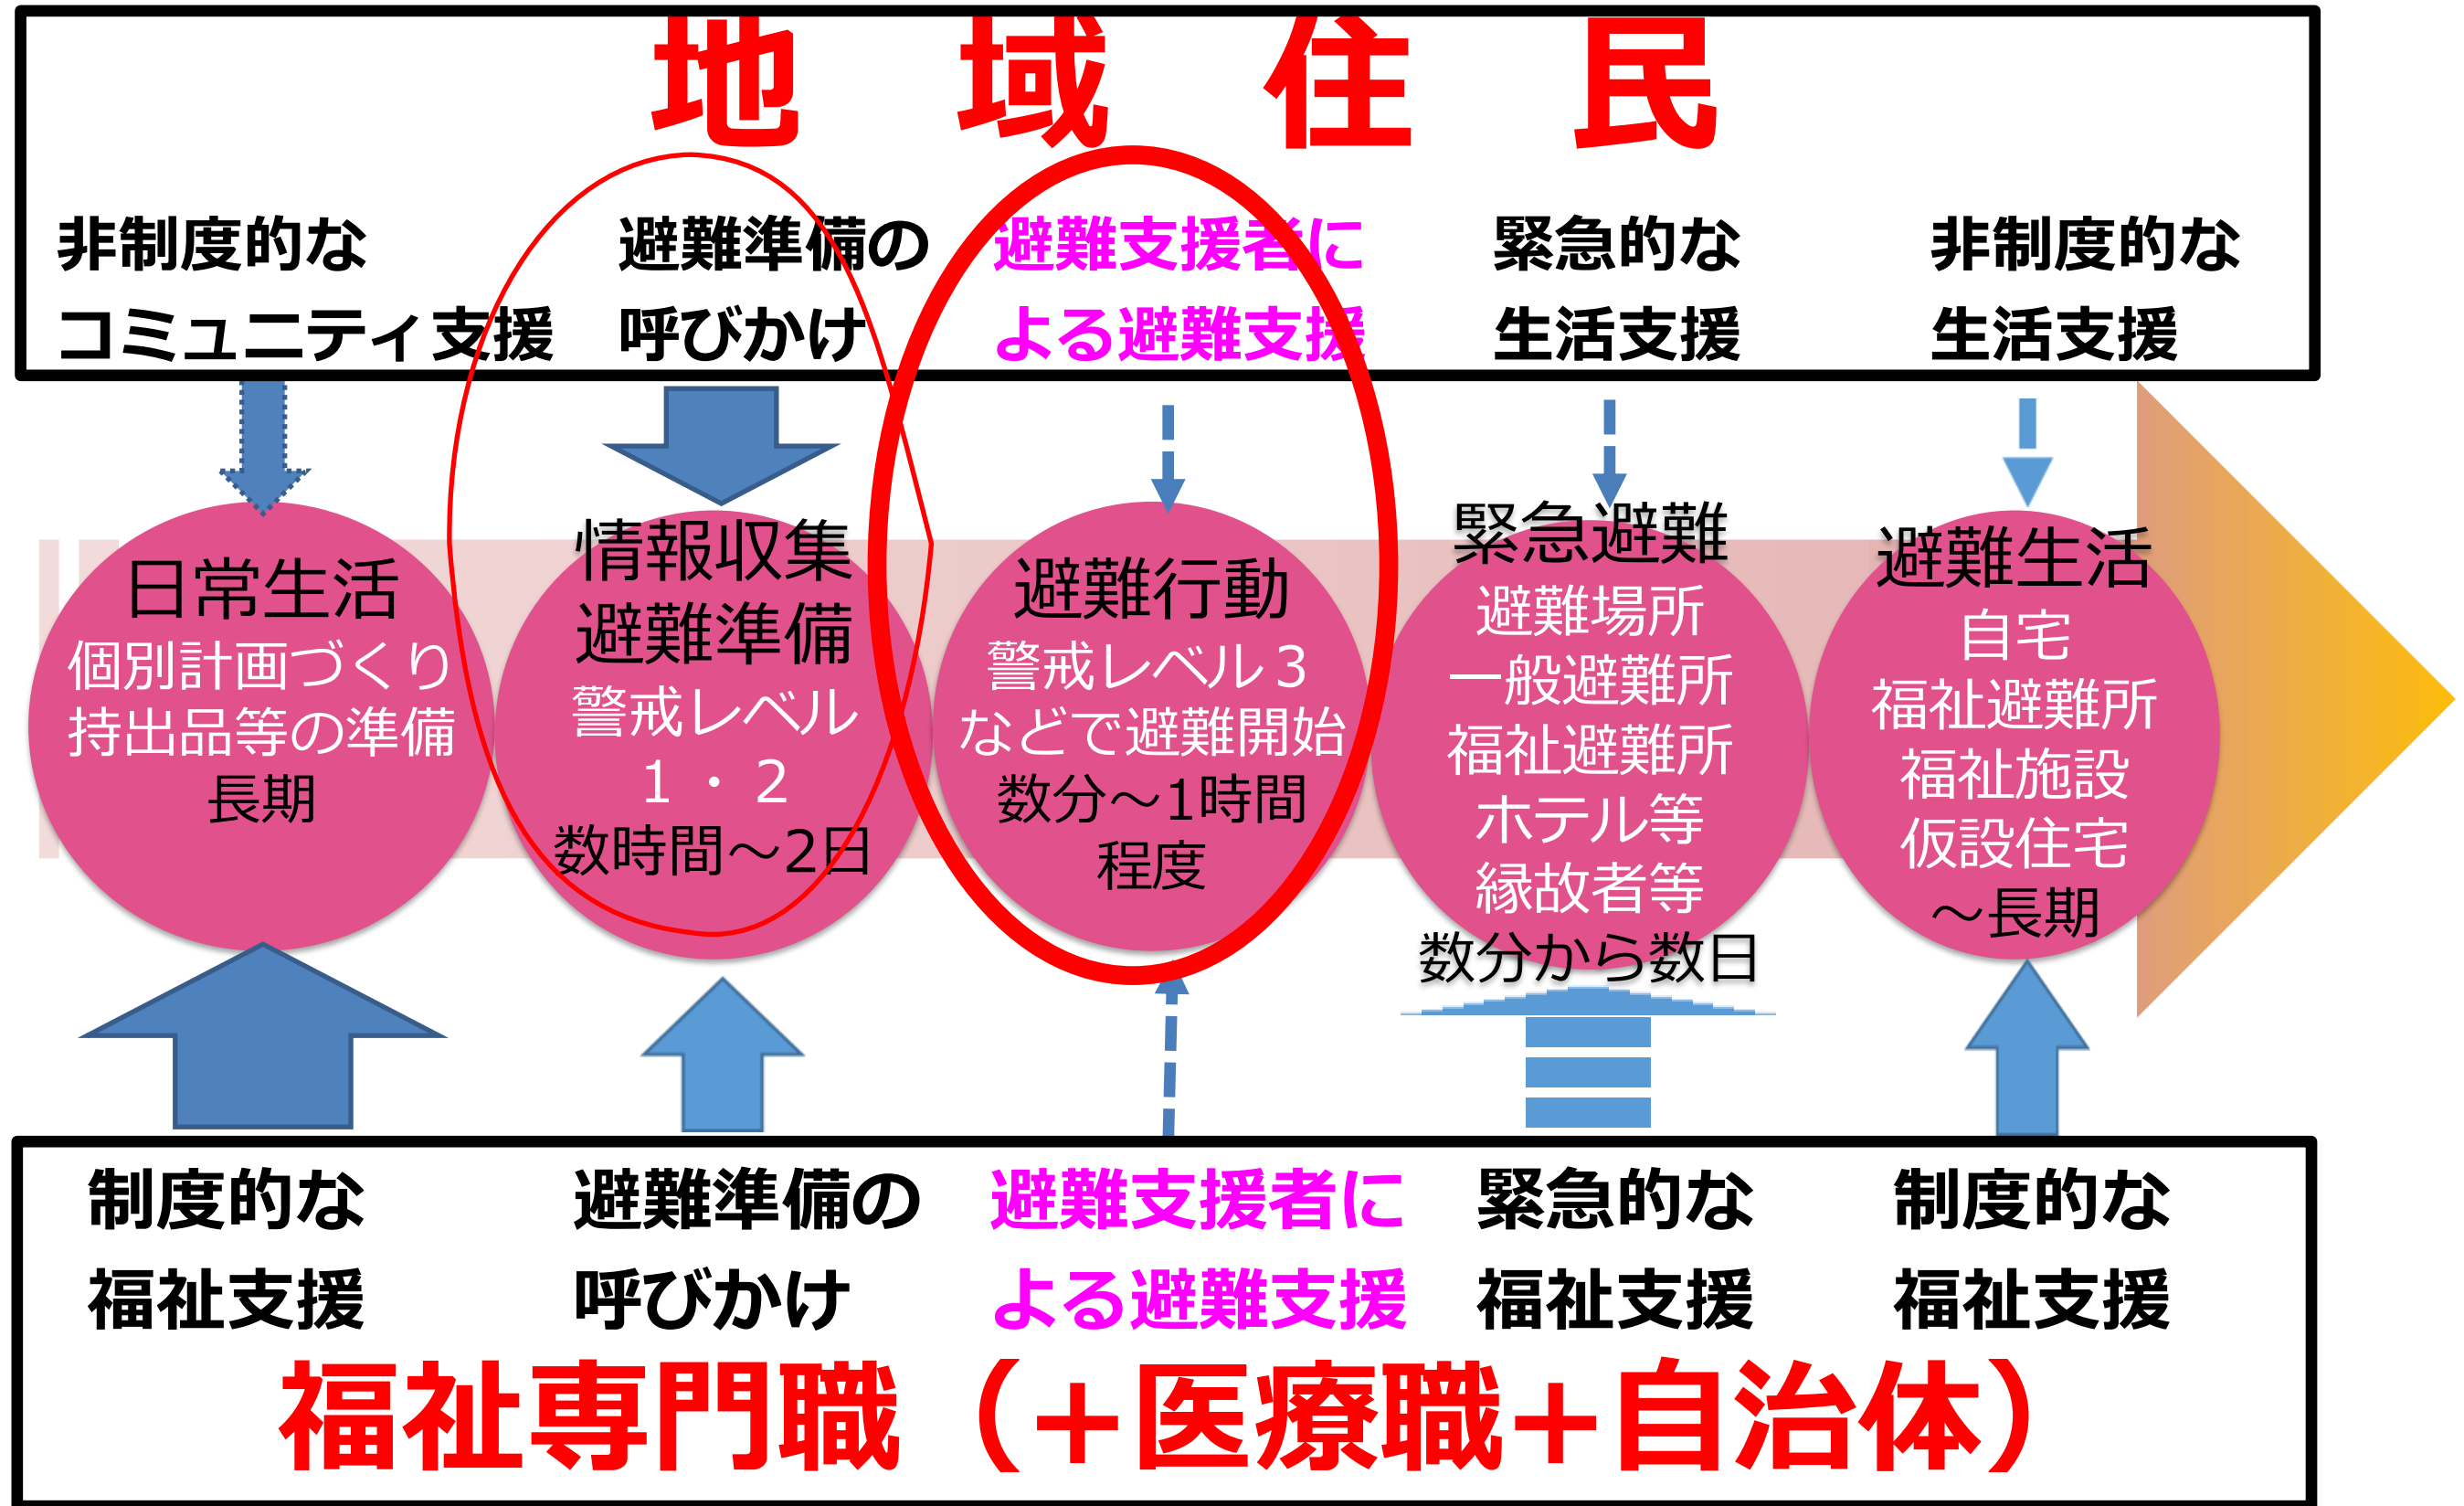 地域住民
非制度的な
コミュニティ支援
避難準備の
呼びかけ
避難支援者に
よる避難支援
緊急的な
生活支援
非制度的な
生活支援
日常生活
個別計画づくり
持出品等の準備
長期
情報収集
避難準備
警戒レベル
1・2
数時間～2日
避難行動
警戒レベル3
などで避難開始
数分～1時間
程度
緊急避難
避難場所
一般避難所
福祉避難所
ホテル等
縁故者等
数分から数日
避難生活
自宅
福祉避難所
福祉施設
仮設住宅
～長期
制度的な
福祉支援
避難準備の
呼びかけ
避難支援者に
よる避難支援
緊急的な
福祉支援
制度的な
福祉支援
福祉専門職（+医療職+自治体）